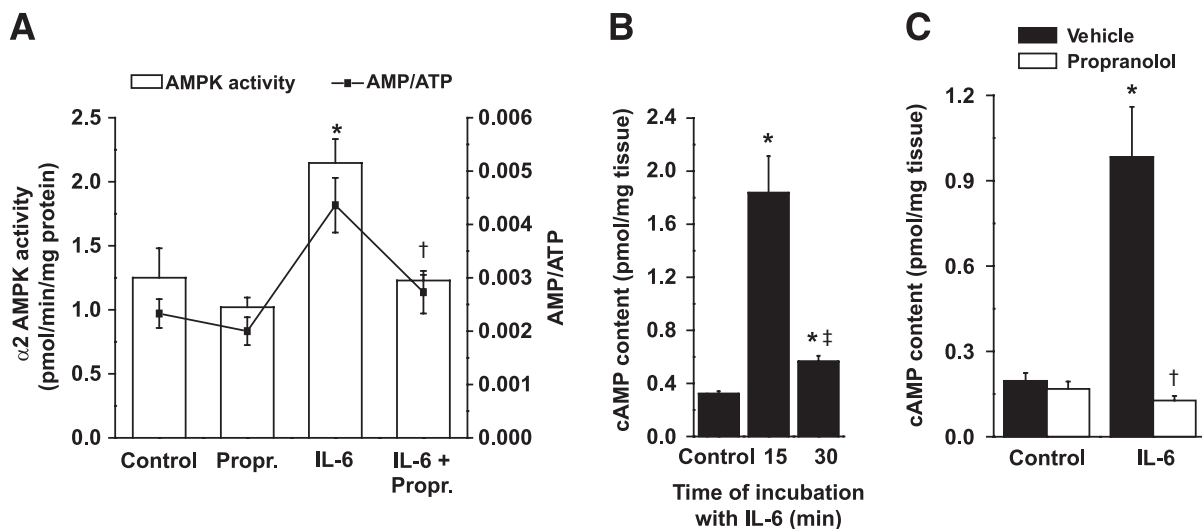 A
AMPK activity
AMP/ATP
α2 AMPK activity
(pmol/min/mg protein)
2.5
2.0
1.5
1.0
0.5
0.0
*
†
0.006
0.005
0.004
0.003
0.002
0.001
0.000
AMP/ATP
Control
Propr.
IL-6
IL-6 +
Propr.
B
cAMP content (pmol/mg tissue)
2.4
2.0
1.6
1.2
0.8
0.4
0.0
*
* ‡
Control 15 30
Time of incubation
with IL-6 (min)
C
Vehicle
Propranolol
cAMP content (pmol/mg tissue)
1.2
0.9
0.6
0.3
0.0
*
†
Control
IL-6